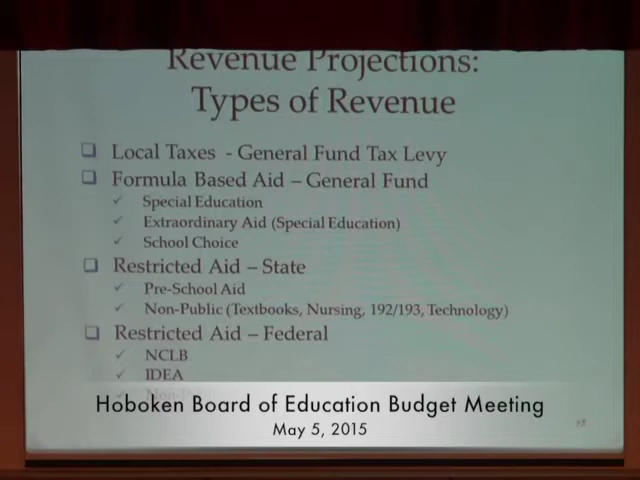 Revenue Projections:
Types of Revenue
Local Taxes - General Fund Tax Levy
Formula Based Aid – General Fund
Special Education
Extraordinary Aid (Special Education)
School Choice
Restricted Aid – State
Pre-School Aid
Non-Public (Textbooks, Nursing, 192/193, Technology)
Restricted Aid – Federal
NCLB
IDEA
Hoboken Board of Education Budget Meeting
May 5, 2015